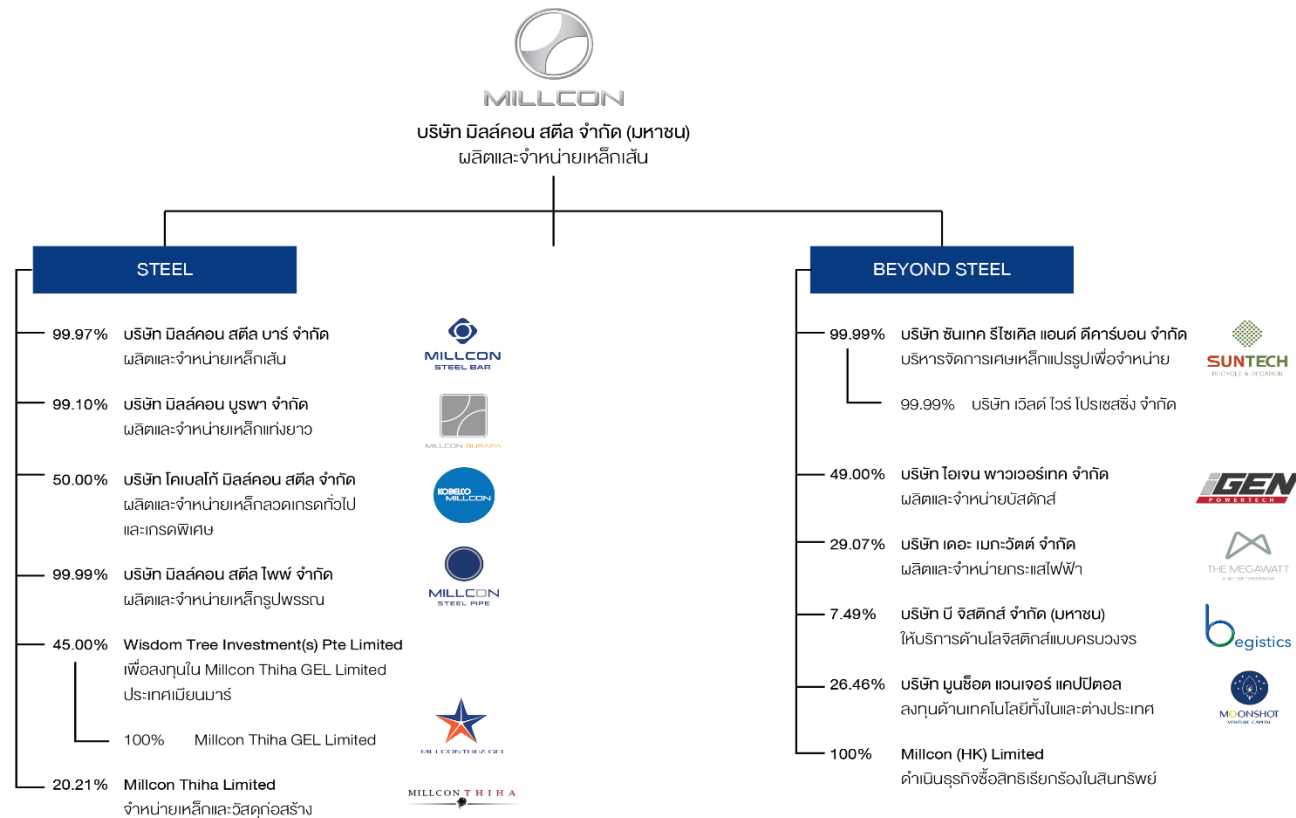 MILLCON
บริษัท มิลล์คอน สตีล จำกัด (มหาชน)
ผลิตและจำหน่ายเหล็กเส้น
STEEL
99.97% บริษัท มิลล์คอน สตีล บาร์ จำกัด
ผลิตและจำหน่ายเหล็กเส้น
MILLCON
STEEL BAR
99.10% บริษัท มิลล์คอน บูรพา จำกัด
ผลิตและจำหน่ายเหล็กแท่งยาว
MILLCON BURAPA
50.00% บริษัท โคเบลโก้ มิลล์คอน สตีล จำกัด
ผลิตและจำหน่ายเหล็กลวดเกรดทั่วไป
และเกรดพิเศษ
KOBELCO
MILLCON
99.99% บริษัท มิลล์คอน สตีล ไพพ์ จำกัด
ผลิตและจำหน่ายเหล็กรูปพรรณ
MILLCON
STEEL PIPE
45.00% Wisdom Tree Investment(s) Pte Limited
เพื่อลงทุนใน Millcon Thiha GEL Limited
ประเทศเมียนมาร์
100% Millcon Thiha GEL Limited
MILLCON THIHA GEL
20.21% Millcon Thiha Limited
จำหน่ายเหล็กและวัสดุก่อสร้าง
MILLCON THIHA
BEYOND STEEL
99.99% บริษัท ซันเทค รีไซเคิล แอนด์ ดีคาร์บอน จำกัด
บริหารจัดการเศษเหล็กแปรรูปเพื่อจำหน่าย
SUNTECH
RECYCLE & DECARBON
99.99% บริษัท เวิลด์ ไวร์ โปรเซสซิ่ง จำกัด
49.00% บริษัท ไอเจน พาวเวอร์เทค จำกัด
ผลิตและจำหน่ายบัสดักส์
iGEN
POWERTECH
29.07% บริษัท เดอะ เมกะวัตต์ จำกัด
ผลิตและจำหน่ายกระแสไฟฟ้า
THE MEGAWATT
A BETTER TOMORROW
7.49% บริษัท บี จิสติกส์ จำกัด (มหาชน)
ให้บริการด้านโลจิสติกส์แบบครบวงจร
begistics
26.46% บริษัท มูนช็อต แวนเจอร์ แคปปิตอล
ลงทุนด้านเทคโนโลยีทั้งในและต่างประเทศ
MOONSHOT
VENTURE CAPITAL
100% Millcon (HK) Limited
ดำเนินธุรกิจซื้อสิทธิเรียกร้องในสินทรัพย์